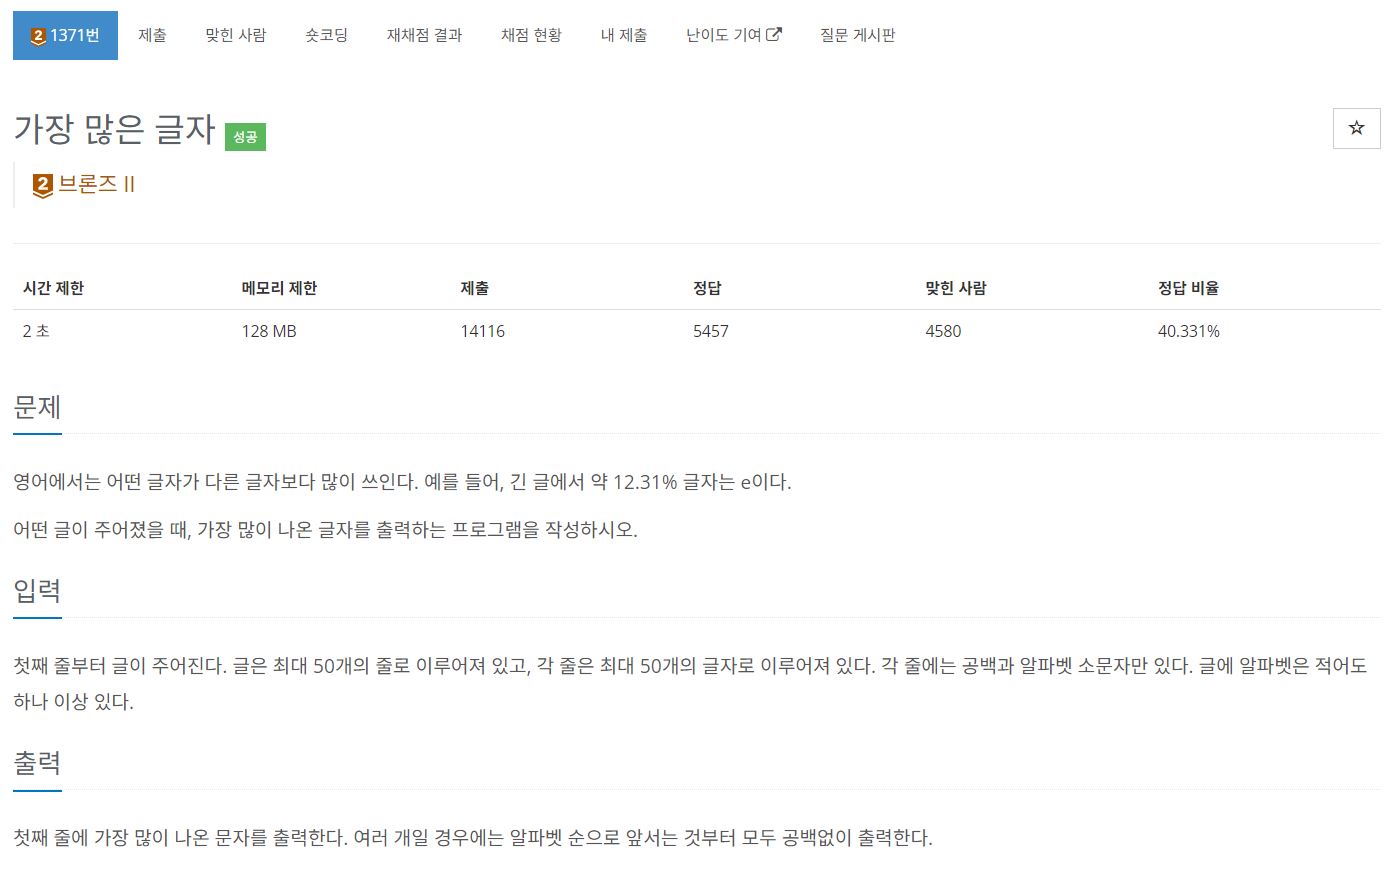 2 1371번 제출 맞힌 사람 숏코딩 재채점 결과 채점 현황 내 제출 난이도 기여 질문 게시판
가장 많은 글자 성공
2 브론즈 II
시간 제한 메모리 제한 제출 정답 맞힌 사람 정답 비율
2 초 128 MB 14116 5457 4580 40.331%
문제
영어에서는 어떤 글자가 다른 글자보다 많이 쓰인다. 예를 들어, 긴 글에서 약 12.31% 글자는 e이다.
어떤 글이 주어졌을 때, 가장 많이 나온 글자를 출력하는 프로그램을 작성하시오.
입력
첫째 줄부터 글이 주어진다. 글은 최대 50개의 줄로 이루어져 있고, 각 줄은 최대 50개의 글자로 이루어져 있다. 각 줄에는 공백과 알파벳 소문자만 있다. 글에 알파벳은 적어도
하나 이상 있다.
출력
첫째 줄에 가장 많이 나온 문자를 출력한다. 여러 개일 경우에는 알파벳 순으로 앞서는 것부터 모두 공백없이 출력한다.